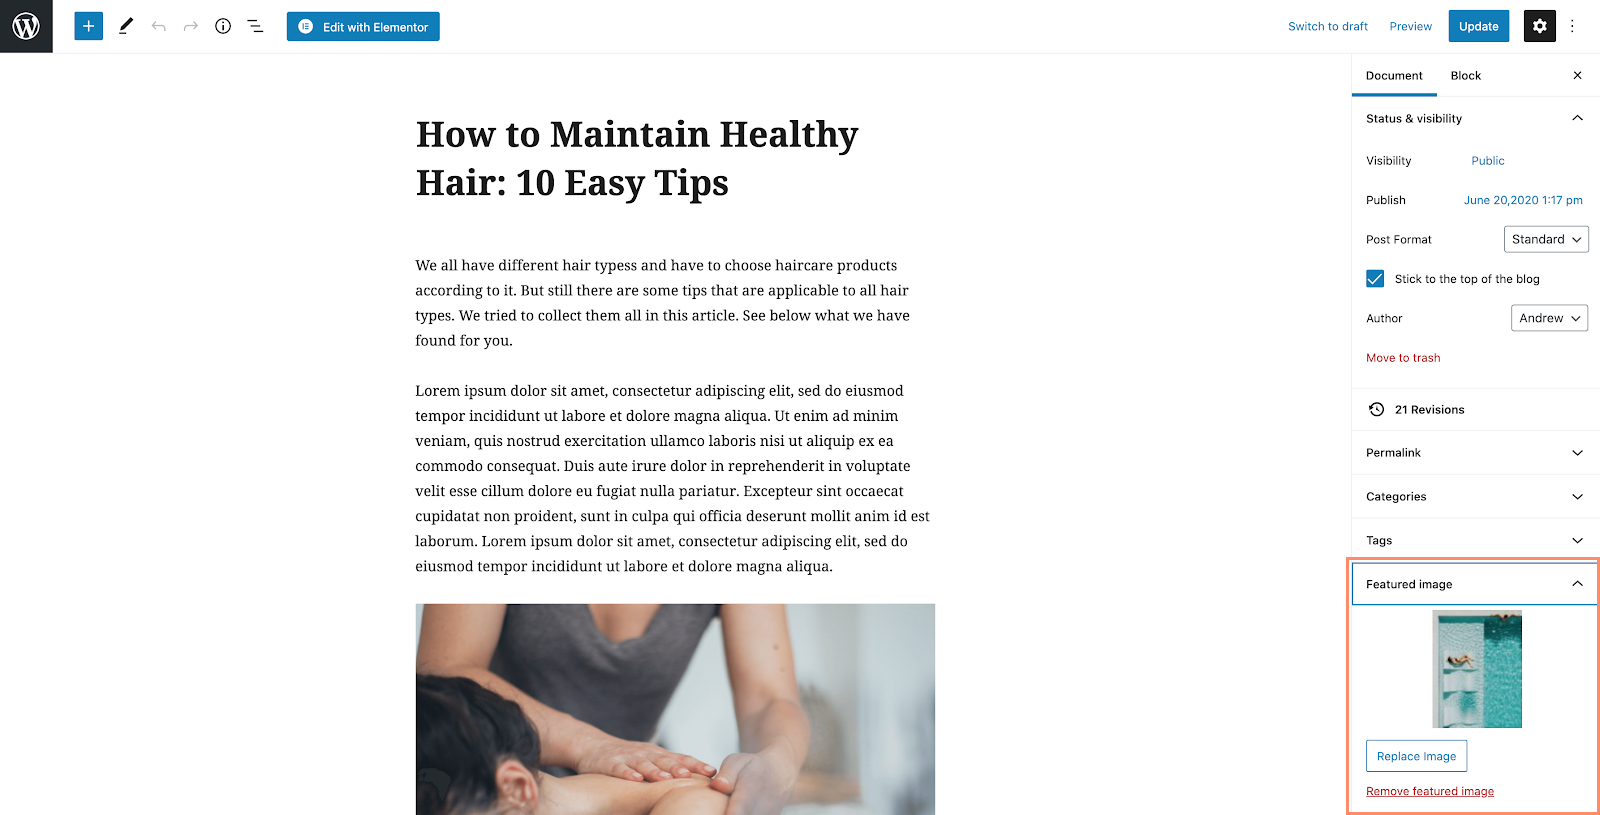 Edit with Elementor
Switch to draft
Preview
Update
How to Maintain Healthy
Hair: 10 Easy Tips
We all have different hair typess and have to choose haircare products
according to it. But still there are some tips that are applicable to all hair
types. We tried to collect them all in this article. See below what we have
found for you.
Lorem ipsum dolor sit amet, consectetur adipiscing elit, sed do eiusmod
tempor incididunt ut labore et dolore magna aliqua. Ut enim ad minim
veniam, quis nostrud exercitation ullamco laboris nisi ut aliquip ex ea
commodo consequat. Duis aute irure dolor in reprehenderit in voluptate
velit esse cillum dolore eu fugiat nulla pariatur. Excepteur sint occaecat
cupidatat non proident, sunt in culpa qui officia deserunt mollit anim id est
laborum. Lorem ipsum dolor sit amet, consectetur adipiscing elit, sed do
eiusmod tempor incididunt ut labore et dolore magna aliqua.
Document
Block
Status & visibility
Visibility Public
Publish June 20,2020 1:17 pm
Post Format Standard
Stick to the top of the blog
Author Andrew
Move to trash
21 Revisions
Permalink
Categories
Tags
Featured image
Replace Image
Remove featured image